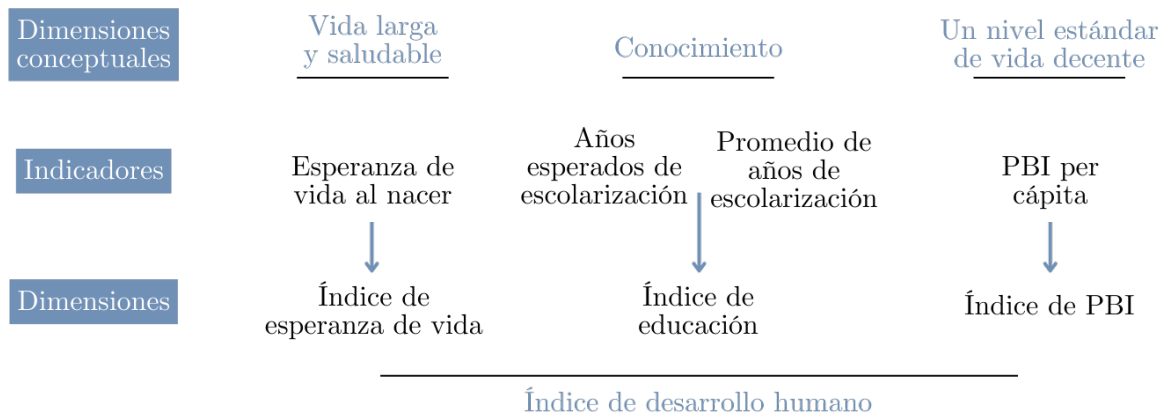 Dimensiones
conceptuales
Vida larga
y saludable
Conocimiento
Un nivel estándar
de vida decente
Indicadores
Esperanza de
vida al nacer
Años
esperados de
escolarización
Promedio de
años de
escolarización
PBI per
cápita
Dimensiones
Índice de
esperanza de vida
Índice de
educación
Índice de PBI
Índice de desarrollo humano